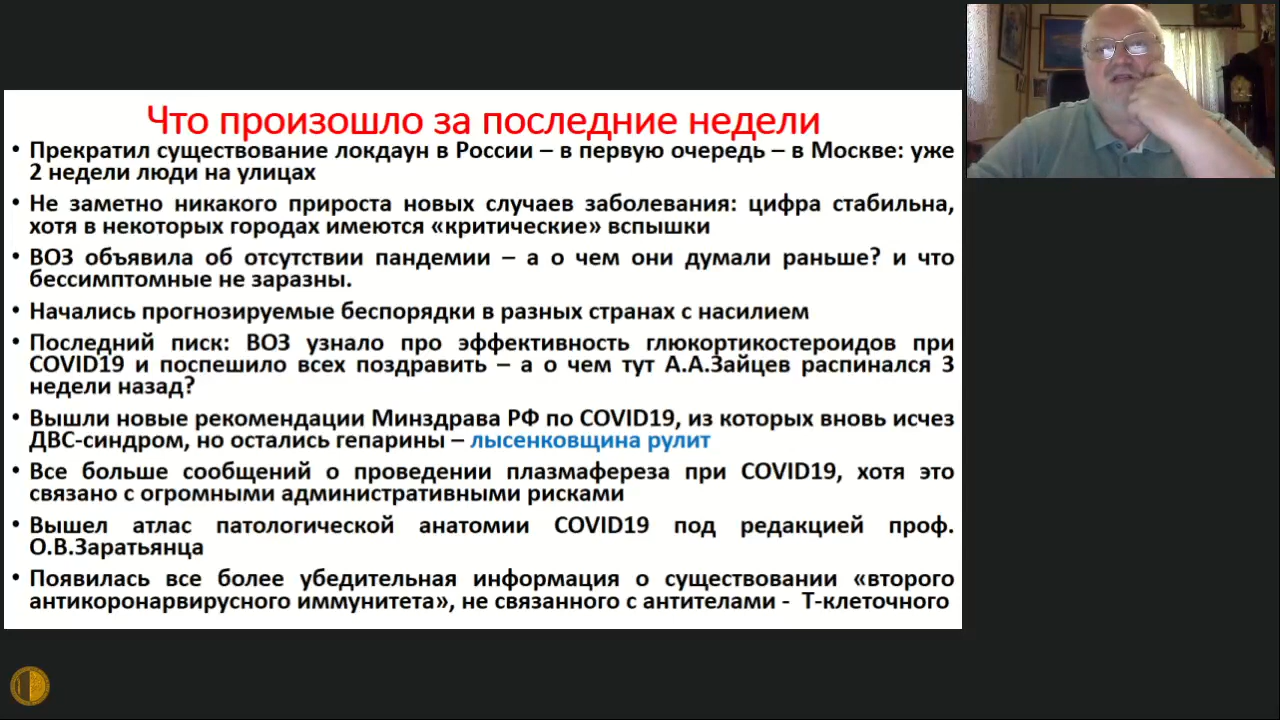 Что произошло за последние недели
• Прекратил существование локдаун в России – в первую очередь – в Москве: уже
2 недели люди на улицах
• Не заметно никакого прироста новых случаев заболевания: цифра стабильна,
хотя в некоторых городах имеются «критические» вспышки
• ВОЗ объявила об отсутствии пандемии – а о чем они думали раньше? и что
бессимптомные не заразны.
• Начались прогнозируемые беспорядки в разных странах с насилием
• Последний писк: ВОЗ узнало про эффективность глюкортикостероидов при
COVID19 и поспешило всех поздравить – а о чем тут А.А.Зайцев распинался 3
недели назад?
• Вышли новые рекомендации Минздрава РФ по COVID19, из которых вновь исчез
ДВС-синдром, но остались гепарины – лысенковщина рулит
• Все больше сообщений о проведении плазмафереза при COVID19, хотя это
связано с огромными административными рисками
• Вышел атлас патологической анатомии COVID19 под редакцией проф.
О.В.Заратьянца
• Появилась все более убедительная информация о существовании «второго
антикоронарвирусного иммунитета», не связанного с антителами - Т-клеточного